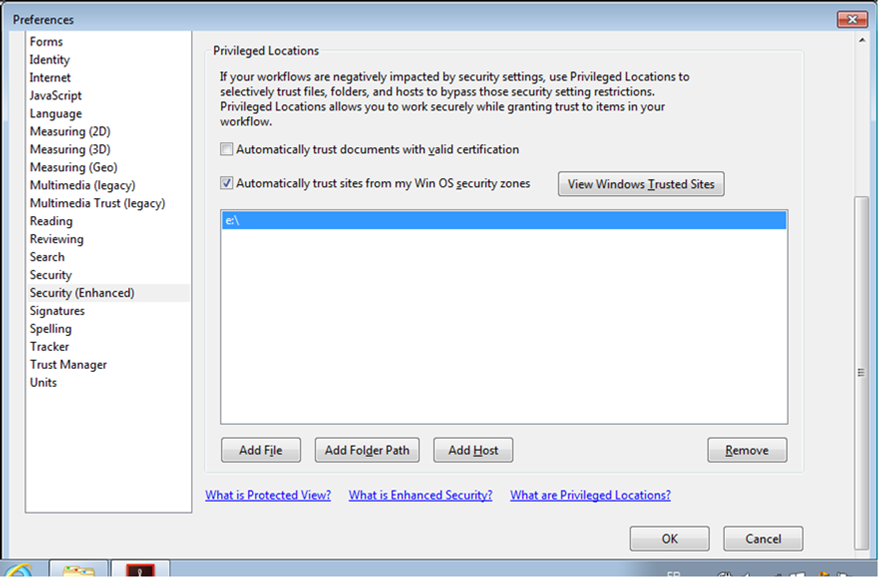 Preferences
Forms
Identity
Internet
JavaScript
Language
Measuring (2D)
Measuring (3D)
Measuring (Geo)
Multimedia (legacy)
Multimedia Trust (legacy)
Reading
Reviewing
Search
Security
Security (Enhanced)
Signatures
Spelling
Tracker
Trust Manager
Units
Privileged Locations
If your workflows are negatively impacted by security settings, use Privileged Locations to
selectively trust files, folders, and hosts to bypass those security setting restrictions.
Privileged Locations allows you to work securely while granting trust to items in your
workflow.
Automatically trust documents with valid certification
Automatically trust sites from my Win OS security zones
View Windows Trusted Sites
e:\
Add File
Add Folder Path
Add Host
Remove
What is Protected View?
What is Enhanced Security?
What are Privileged Locations?
OK
Cancel